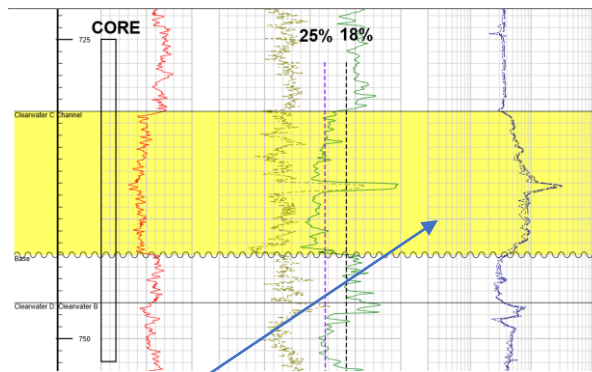 CORE
25% 18%
725
Clearwater C Channel
Base
Clearwater D: Clearwater B
750